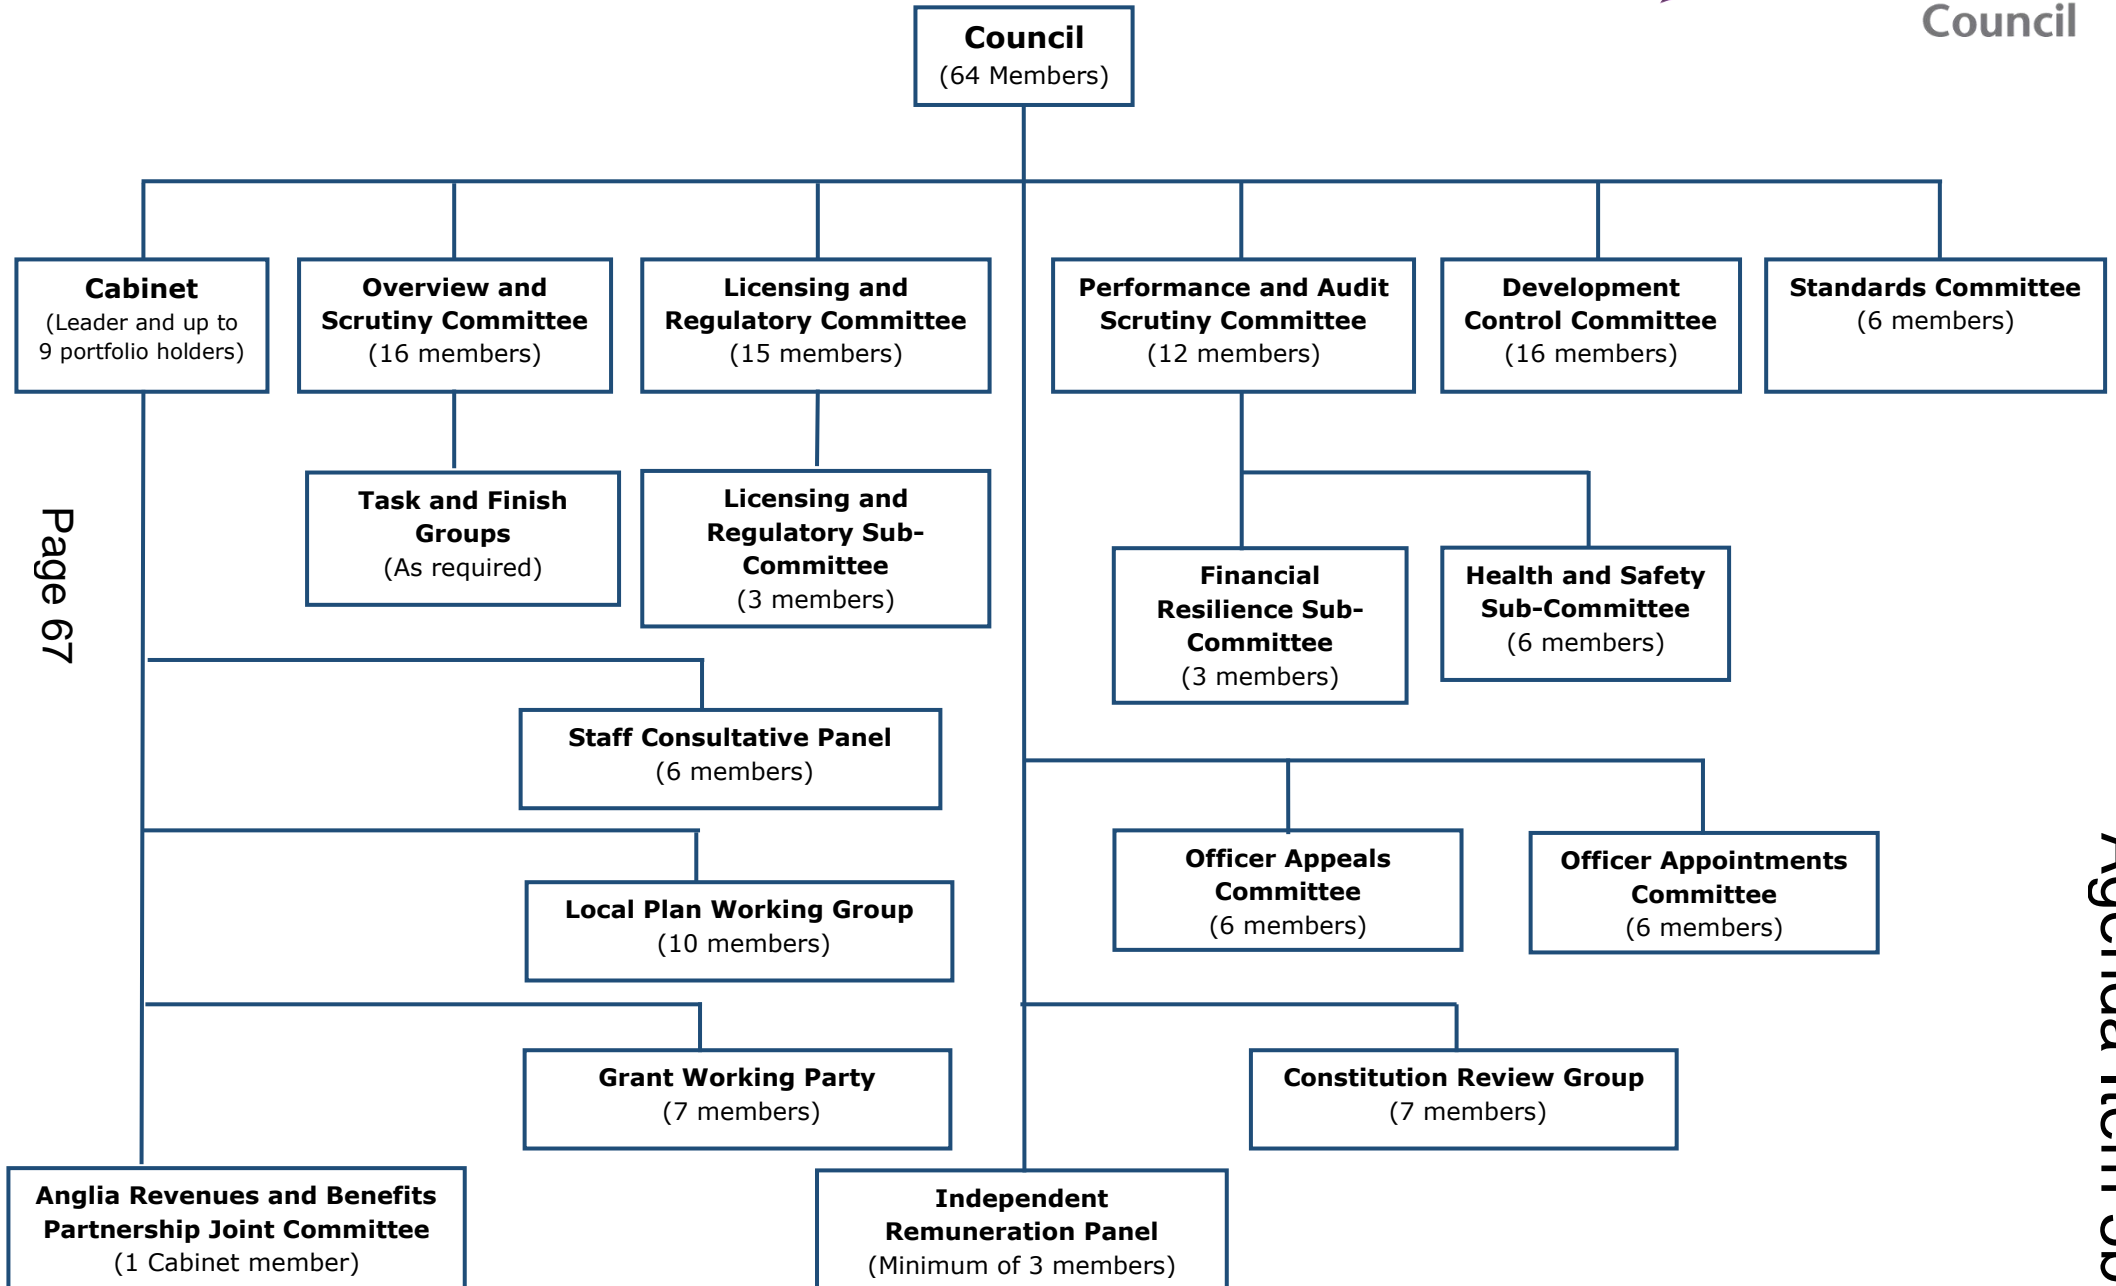 Council
Council
(64 Members)
Cabinet
(Leader and up to
9 portfolio holders)
Overview and
Scrutiny Committee
(16 members)
Licensing and
Regulatory Committee
(15 members)
Performance and Audit
Scrutiny Committee
(12 members)
Development
Control Committee
(16 members)
Standards Committee
(6 members)
Task and Finish
Groups
(As required)
Licensing and
Regulatory Sub-
Committee
(3 members)
Financial
Resilience Sub-
Committee
(3 members)
Health and Safety
Sub-Committee
(6 members)
Page 67
Staff Consultative Panel
(6 members)
Local Plan Working Group
(10 members)
Officer Appeals
Committee
(6 members)
Officer Appointments
Committee
(6 members)
Grant Working Party
(7 members)
Constitution Review Group
(7 members)
Anglia Revenues and Benefits
Partnership Joint Committee
(1 Cabinet member)
Independent
Remuneration Panel
(Minimum of 3 members)
Agenda Item